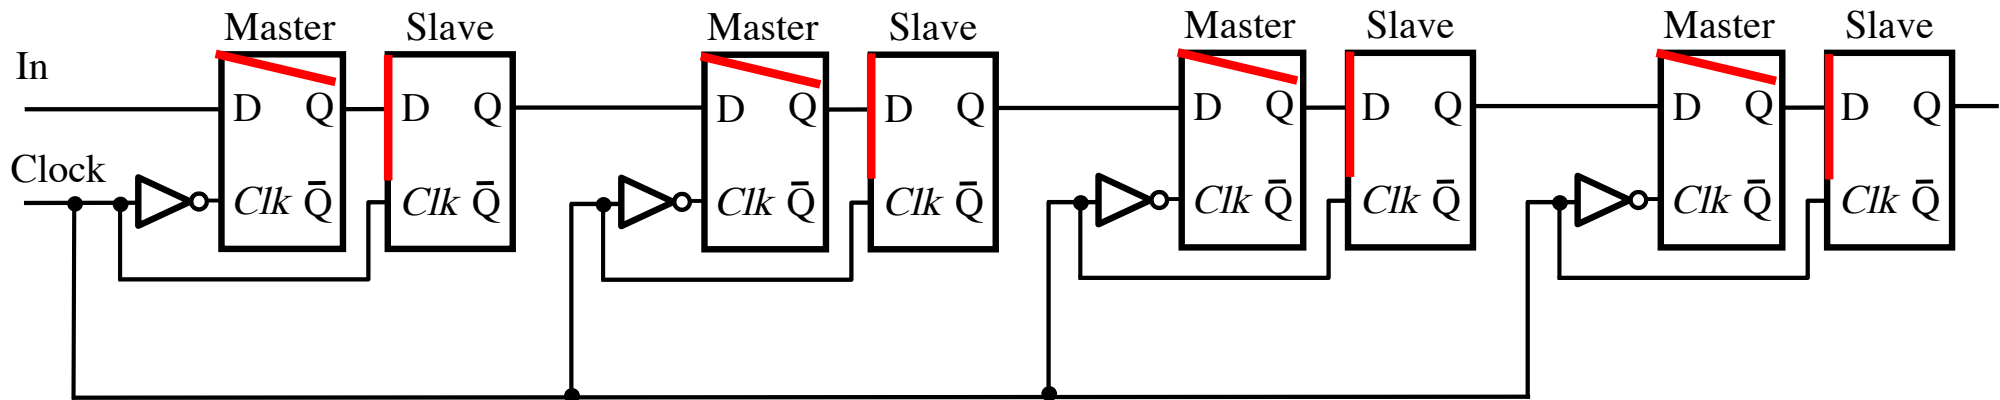 Master Slave Master Slave Master Slave Master Slave
In
D Q D Q D Q D Q D Q D Q D Q D Q
Clock
Clk Q̄ Clk Q̄ Clk Q̄ Clk Q̄ Clk Q̄ Clk Q̄ Clk Q̄ Clk Q̄